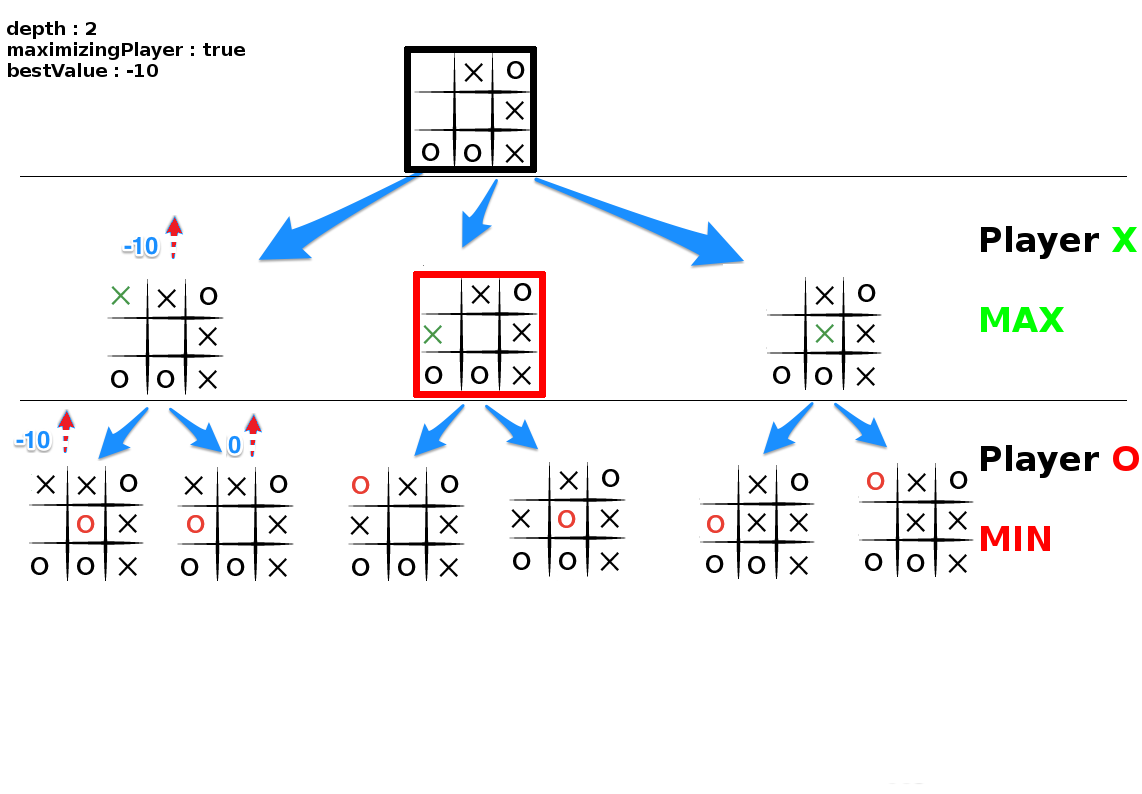 depth : 2
maximizingPlayer : true
bestValue : -10
X O
X
O O X
Player X
-10
MAX
X X O
X
O O X
X O
X X
O O X
X O
X X
O O X
Player O
-10
0
MIN
X X O
O X
O O X
X X O
O X
O O X
O X O
X X
O O X
X O
X O X
O O X
X O
O X X
O O X
O X O
X X
O O X